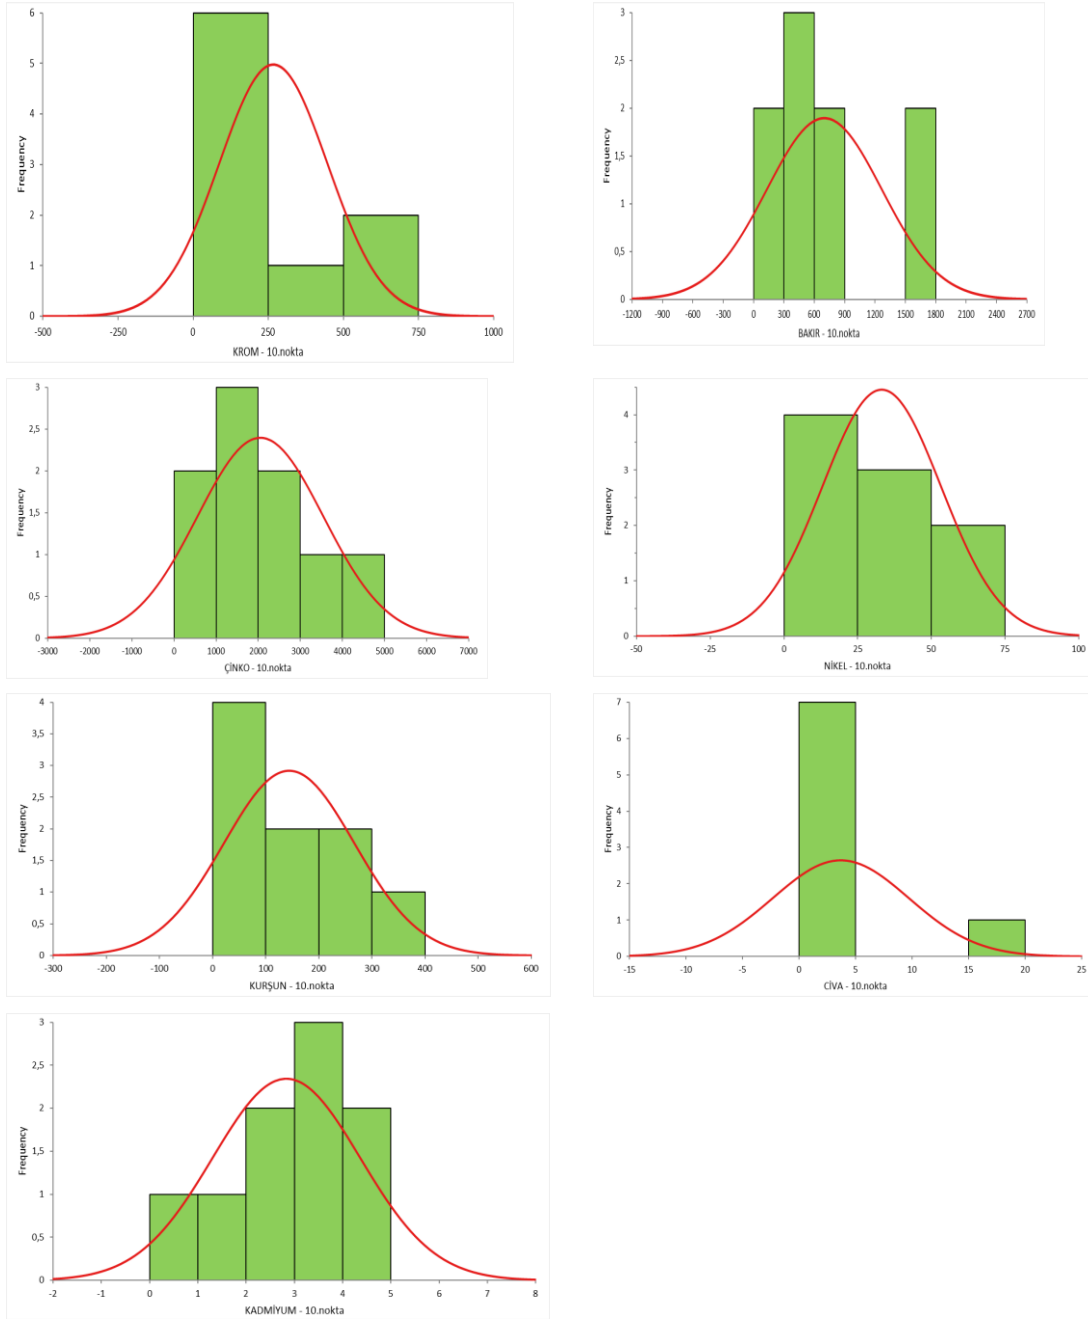 6
5
4
3
2
1
0
Frequency
-500 -250 0 250 500 750 1000
KROM - 10.nokta
3
2,5
2
1,5
1
0,5
0
Frequency
-1200 -900 -600 -300 0 300 600 900 1200 1500 1800 2100 2400 2700
BAKIR - 10.nokta
3
2,5
2
1,5
1
0,5
0
Frequency
-3000 -2000 -1000 0 1000 2000 3000 4000 5000 6000 7000
ÇİNKO - 10.nokta
4
3
2
1
0
Frequency
-50 -25 0 25 50 75 100
NİKEL - 10.nokta
4
3,5
3
2,5
2
1,5
1
0,5
0
Frequency
-300 -200 -100 0 100 200 300 400 500 600
KURŞUN - 10.nokta
7
6
5
4
3
2
1
0
Frequency
-15 -10 -5 0 5 10 15 20 25
CİVA - 10.nokta
3
2,5
2
1,5
1
0,5
0
Frequency
-2 -1 0 1 2 3 4 5 6 7 8
KADMİYUM - 10.nokta